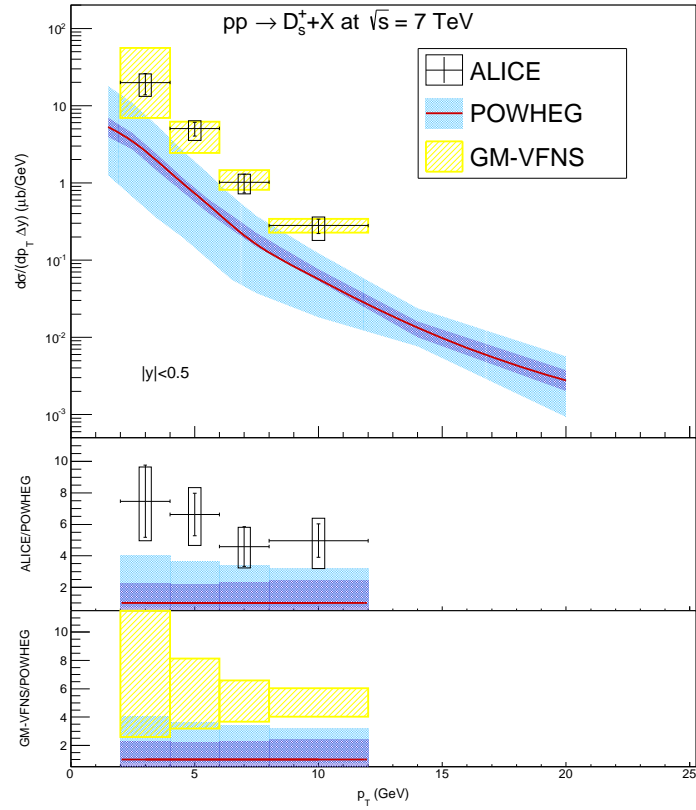 pp → D_s^+ +X at √s = 7 TeV
ALICE
POWHEG
GM-VFNS
dσ/(dp_T Δy) (μb/GeV)
10^2
10
1
10^-1
10^-2
10^-3
|y|<0.5
ALICE/POWHEG
10
8
6
4
2
GM-VFNS/POWHEG
10
8
6
4
2
0 5 10 15 20 25
p_T (GeV)